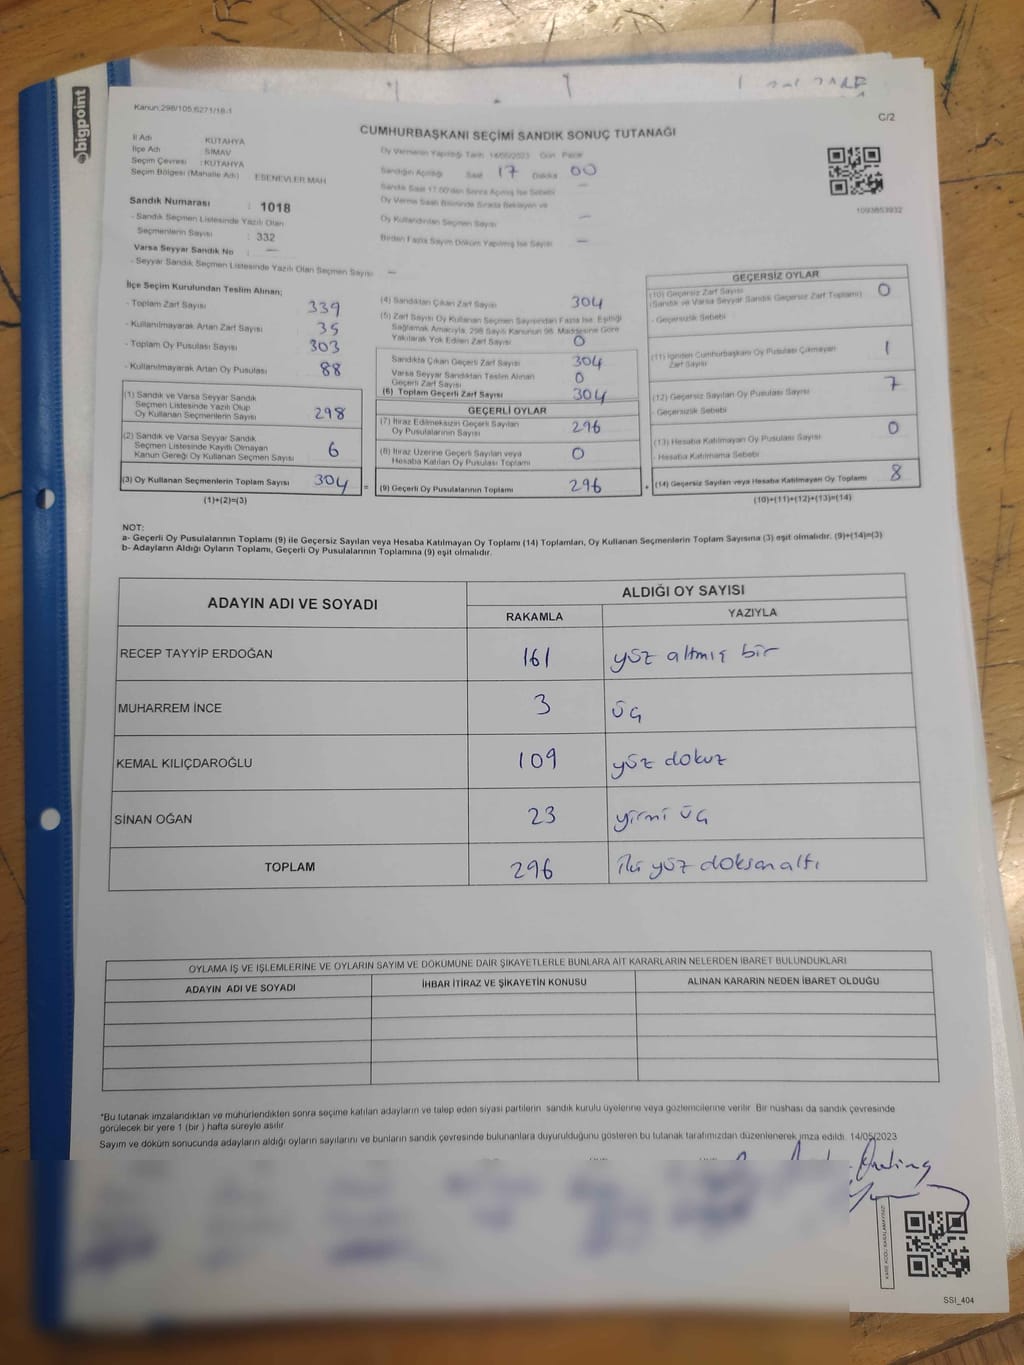 bigpoint
Kanun:298/105,6271/18-1
C/2
CUMHURBAŞKANI SEÇİMİ SANDIK SONUÇ TUTANAĞI
İl Adı KÜTAHYA
İlçe Adı SİMAV
Seçim Çevresi :KÜTAHYA
Seçim Bölgesi (Mahalle Adı) : ESENEVLER MAH
Oy Vermenin Yapıldığı Tarih 14/05/2023 Gün Pazar
Sandığın Açıldığı Saat 17 Dakika 00
Sandık Saat 17.00'den Sonra Açılmış İse Sebebi –
Oy Verme Saati Bitiminde Sırada Bekleyen ve
Oy Kullandırılan Seçmen Sayısı –
Birden Fazla Sayım Döküm Yapılmış İse Sayısı –
1093853932
Sandık Numarası : 1018
- Sandık Seçmen Listesinde Yazılı Olan
Seçmenlerin Sayısı : 332
Varsa Seyyar Sandık No : –
- Seyyar Sandık Seçmen Listesinde Yazılı Olan Seçmen Sayısı –
İlçe Seçim Kurulundan Teslim Alınan;
- Toplam Zarf Sayısı 339
- Kullanılmayarak Artan Zarf Sayısı 35
- Toplam Oy Pusulası Sayısı 303
- Kullanılmayarak Artan Oy Pusulası 88
(1) Sandık ve Varsa Seyyar Sandık
Seçmen Listesinde Yazılı Olup
Oy Kullanan Seçmenlerin Sayısı 298
(2) Sandık ve Varsa Seyyar Sandık
Seçmen Listesinde Kayıtlı Olmayan
Kanun Gereği Oy Kullanan Seçmen Sayısı 6
(3) Oy Kullanan Seçmenlerin Toplam Sayısı 304 =
(1)+(2)=(3)
(4) Sandıktan Çıkan Zarf Sayısı 304
(5) Zarf Sayısı Oy Kullanan Seçmen Sayısından Fazla İse, Eşitliği
Sağlamak Amacıyla, 298 Sayılı Kanunun 98. Maddesine Göre
Yakılarak Yok Edilen Zarf Sayısı 0
Sandıkta Çıkan Geçerli Zarf Sayısı 304
Varsa Seyyar Sandıktan Teslim Alınan
Geçerli Zarf Sayısı 0
(6) Toplam Geçerli Zarf Sayısı 304
GEÇERLİ OYLAR
(7) İtiraz Edilmeksizin Geçerli Sayılan
Oy Pusulalarının Sayısı 296
(8) İtiraz Üzerine Geçerli Sayılan veya
Hesaba Katılan Oy Pusulası Toplamı 0
(9) Geçerli Oy Pusulalarının Toplamı 296 +
GEÇERSİZ OYLAR
(10) Geçersiz Zarf Sayısı 0
(Sandık ve Varsa Seyyar Sandık Geçersiz Zarf Toplamı)
- Geçersizlik Sebebi
(11) İçinden Cumhurbaşkanı Oy Pusulası Çıkmayan
Zarf Sayısı 1
(12) Geçersiz Sayılan Oy Pusulası Sayısı 7
- Geçersizlik Sebebi
(13) Hesaba Katılmayan Oy Pusulası Sayısı 0
- Hesaba Katılmama Sebebi
(14) Geçersiz Sayılan veya Hesaba Katılmayan Oy Toplamı 8
(10)+(11)+(12)+(13)=(14)
NOT:
a- Geçerli Oy Pusulalarının Toplamı (9) ile Geçersiz Sayılan veya Hesaba Katılmayan Oy Toplamı (14) Toplamları, Oy Kullanan Seçmenlerin Toplam Sayısına (3) eşit olmalıdır. (9)+(14)=(3)
b- Adayların Aldığı Oyların Toplamı, Geçerli Oy Pusulalarının Toplamına (9) eşit olmalıdır.
ADAYIN ADI VE SOYADI ALDIĞI OY SAYISI
RAKAMLA YAZIYLA
RECEP TAYYİP ERDOĞAN 161 yüz altmış bir
MUHARREM İNCE 3 üç
KEMAL KILIÇDAROĞLU 109 yüz dokuz
SİNAN OĞAN 23 yirmi üç
TOPLAM 296 iki yüz doksan altı
OYLAMA İŞ VE İŞLEMLERİNE VE OYLARIN SAYIM VE DÖKÜMÜNE DAİR ŞİKAYETLERLE BUNLARA AİT KARARLARIN NELERDEN İBARET BULUNDUKLARI
ADAYIN ADI VE SOYADI İHBAR İTİRAZ VE ŞİKAYETİN KONUSU ALINAN KARARIN NEDEN İBARET OLDUĞU
*Bu tutanak imzalandıktan ve mühürlendikten sonra seçime katılan adayların ve talep eden siyasi partilerin sandık kurulu üyelerine veya gözlemcilerine verilir. Bir nüshası da sandık çevresinde
görülecek bir yere 1 (bir ) hafta süreyle asılır.
Sayım ve döküm sonucunda adayların aldığı oyların sayılarını ve bunların sandık çevresinde bulunanlara duyurulduğunu gösteren bu tutanak tarafımızdan düzenlenerek imza edildi. 14/05/2023
KARE KODU KARALAMAYINIZ!
SSI_404